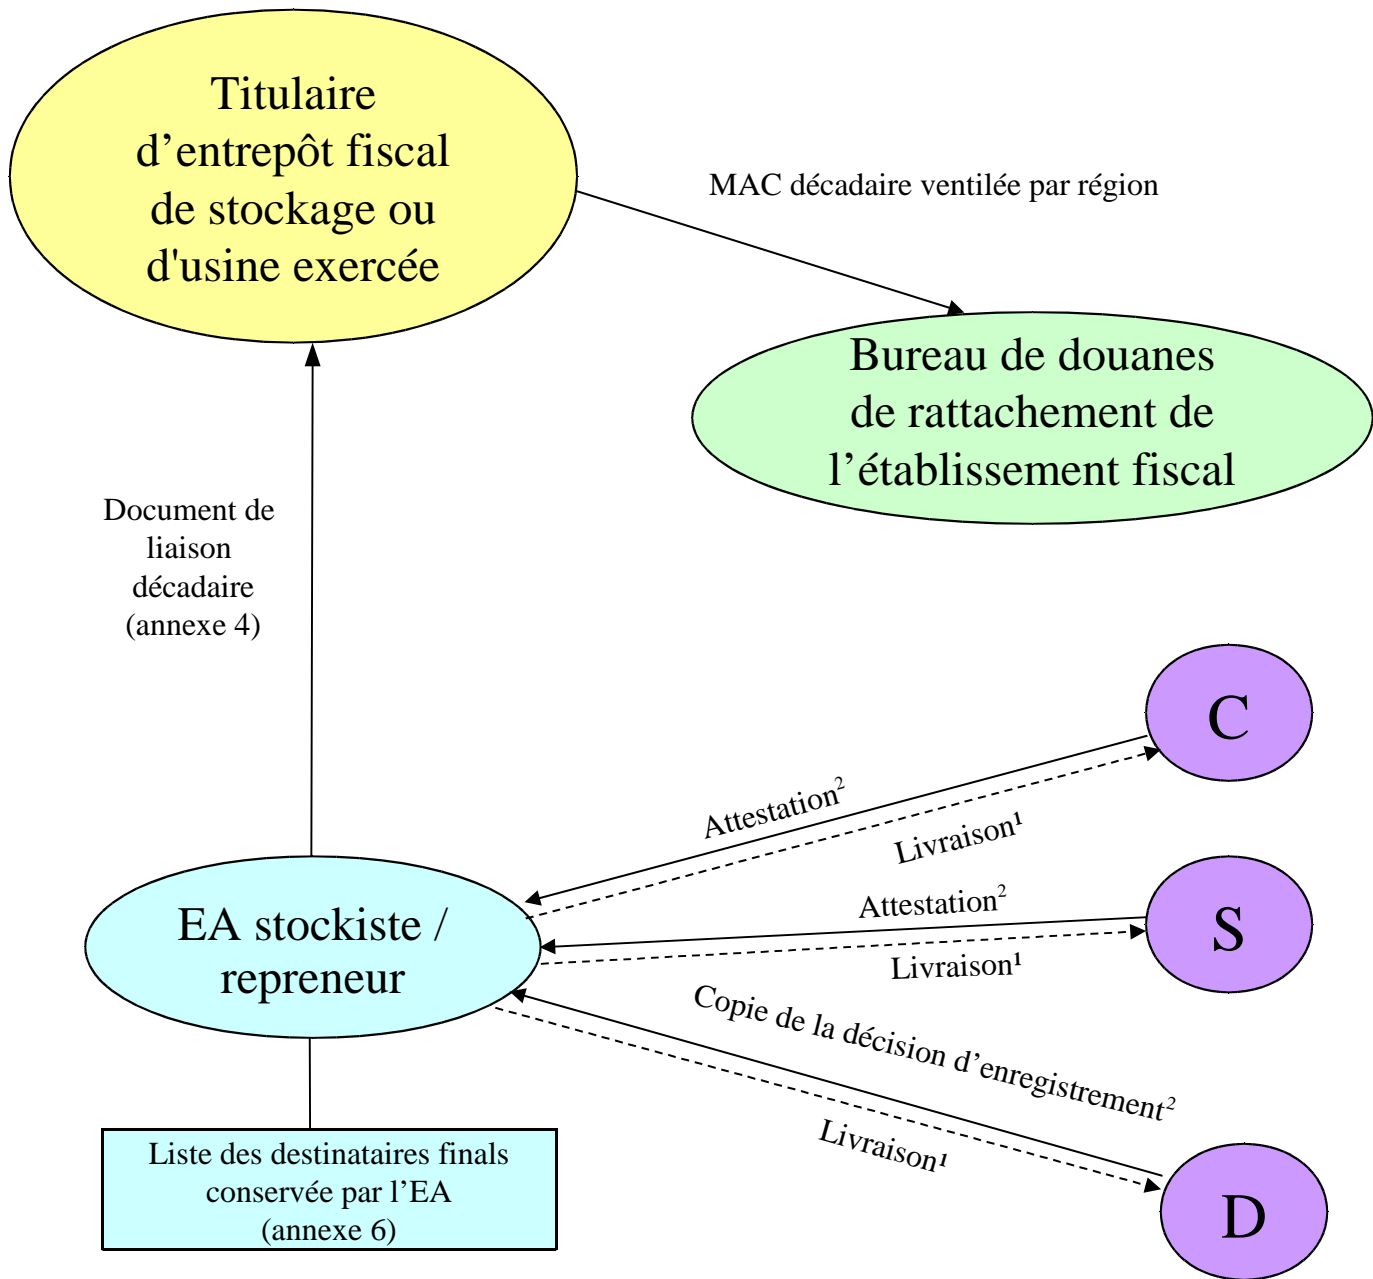 Titulaire
d’entrepôt fiscal
de stockage ou
d'usine exercée
MAC décadaire ventilée par région
Bureau de douanes
de rattachement de
l’établissement fiscal
Document de
liaison
décadaire
(annexe 4)
C
Attestation²
Livraison¹
S
Attestation²
Livraison¹
EA stockiste /
repreneur
Copie de la décision d’enregistrement²
Livraison¹
D
Liste des destinataires finals
conservée par l’EA
(annexe 6)